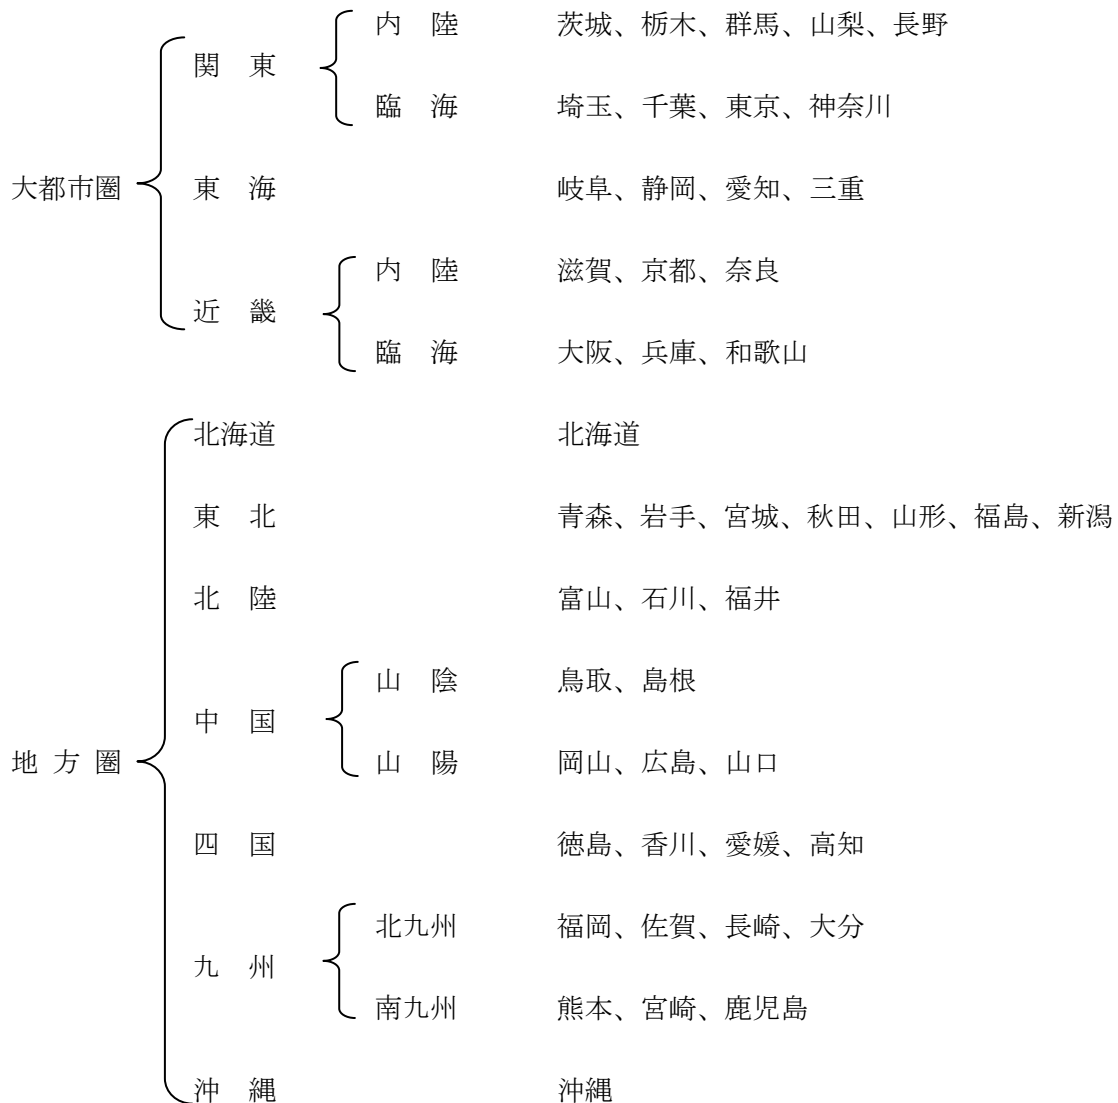 内　陸　茨城、栃木、群馬、山梨、長野
関　東
臨　海　埼玉、千葉、東京、神奈川
大都市圏　東　海　岐阜、静岡、愛知、三重
内　陸　滋賀、京都、奈良
近　畿
臨　海　大阪、兵庫、和歌山
北海道　北海道
東　北　青森、岩手、宮城、秋田、山形、福島、新潟
北　陸　富山、石川、福井
山　陰　鳥取、島根
中　国
地 方 圏　山　陽　岡山、広島、山口
四　国　徳島、香川、愛媛、高知
北九州　福岡、佐賀、長崎、大分
九　州
南九州　熊本、宮崎、鹿児島
沖　縄　沖縄